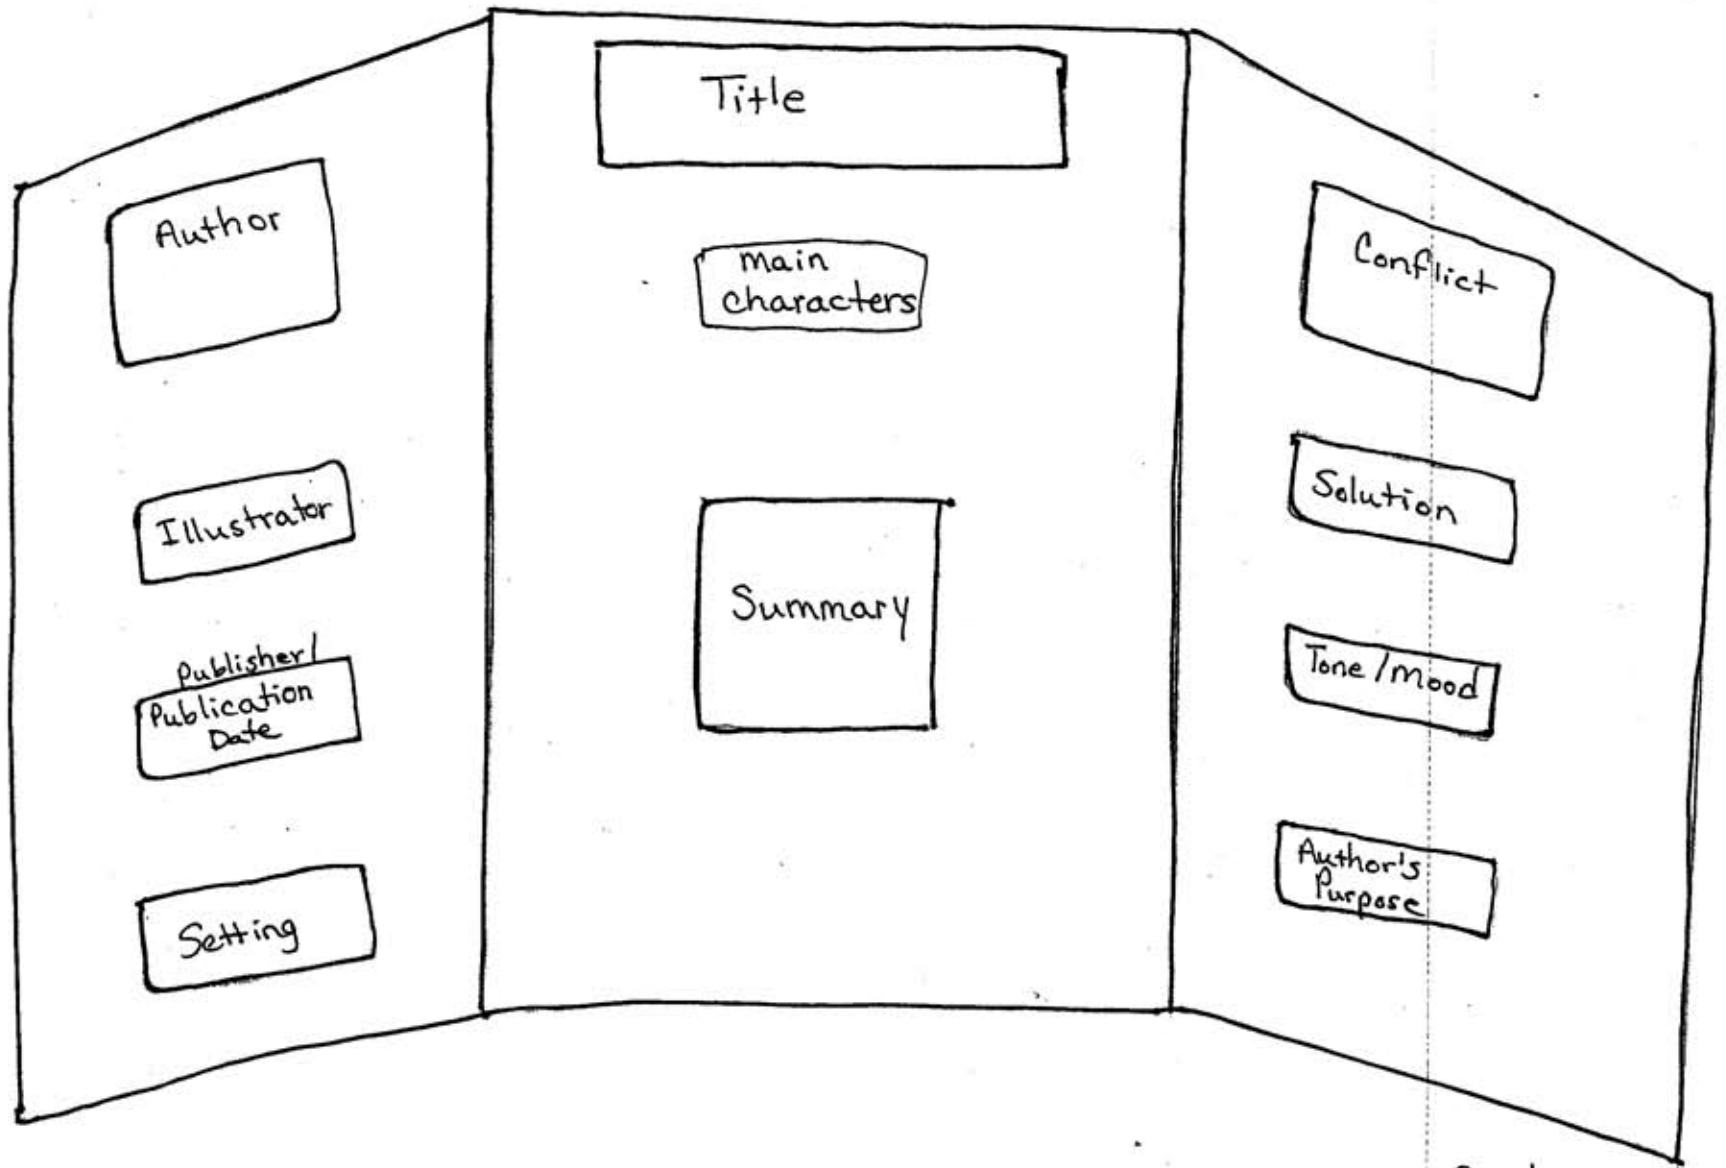 Author
Illustrator
Publisher/
Publication
Date
Setting
Title
main
characters
Summary
Conflict
Solution
Tone/Mood
Author's
Purpose